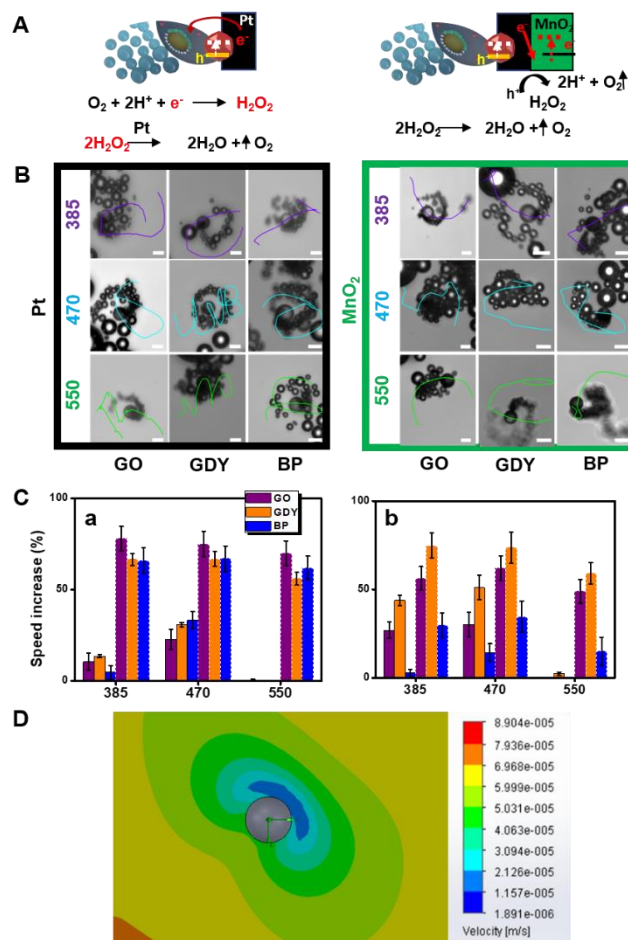 A
Pt
e-
h+
O2 + 2H+ + e- → H2O2
Pt
2H2O2 → 2H2O + ↑ O2
MnO2
e-
e-
h+
h+
2H+ + O2↑
H2O2
2H2O2 → 2H2O + ↑ O2
B
385
470
550
Pt
GO GDY BP
385
470
550
MnO2
GO GDY BP
C
a
GO
GDY
BP
Speed increase (%)
100
50
0
385 470 550
b
100
50
0
385 470 550
D
8.904e-005
7.936e-005
6.968e-005
5.999e-005
5.031e-005
4.063e-005
3.094e-005
2.126e-005
1.157e-005
1.891e-006
Velocity [m/s]